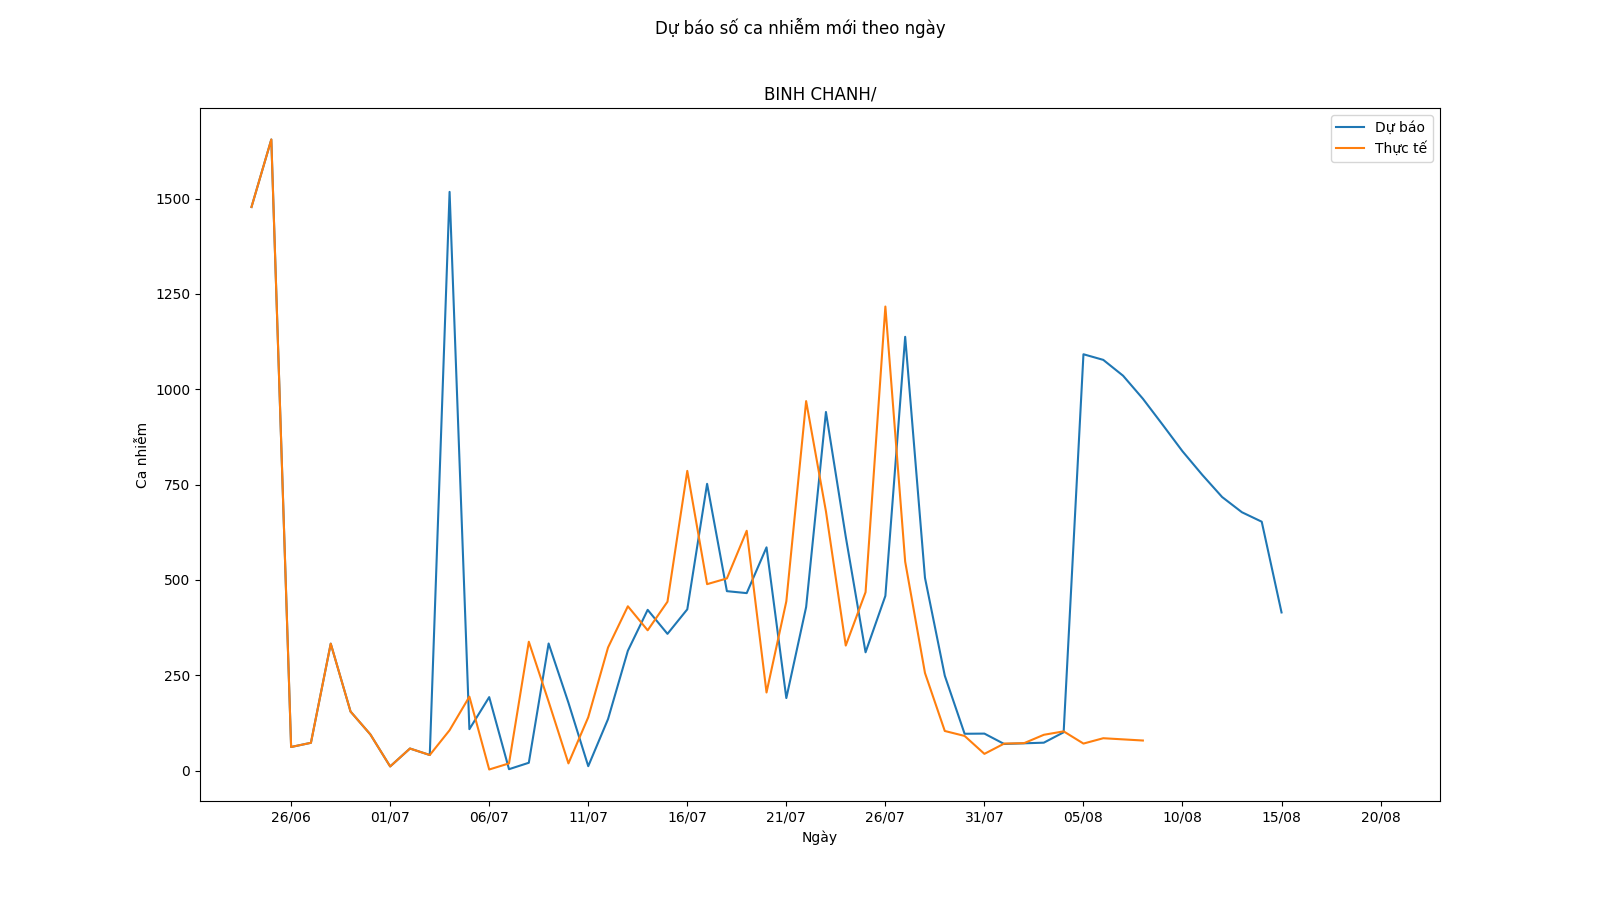 Dự báo số ca nhiễm mới theo ngày
BINH CHANH/
Dự báo
Thực tế
1500
1250
1000
750
500
250
0
Ca nhiễm
26/06 01/07 06/07 11/07 16/07 21/07 26/07 31/07 05/08 10/08 15/08 20/08
Ngày